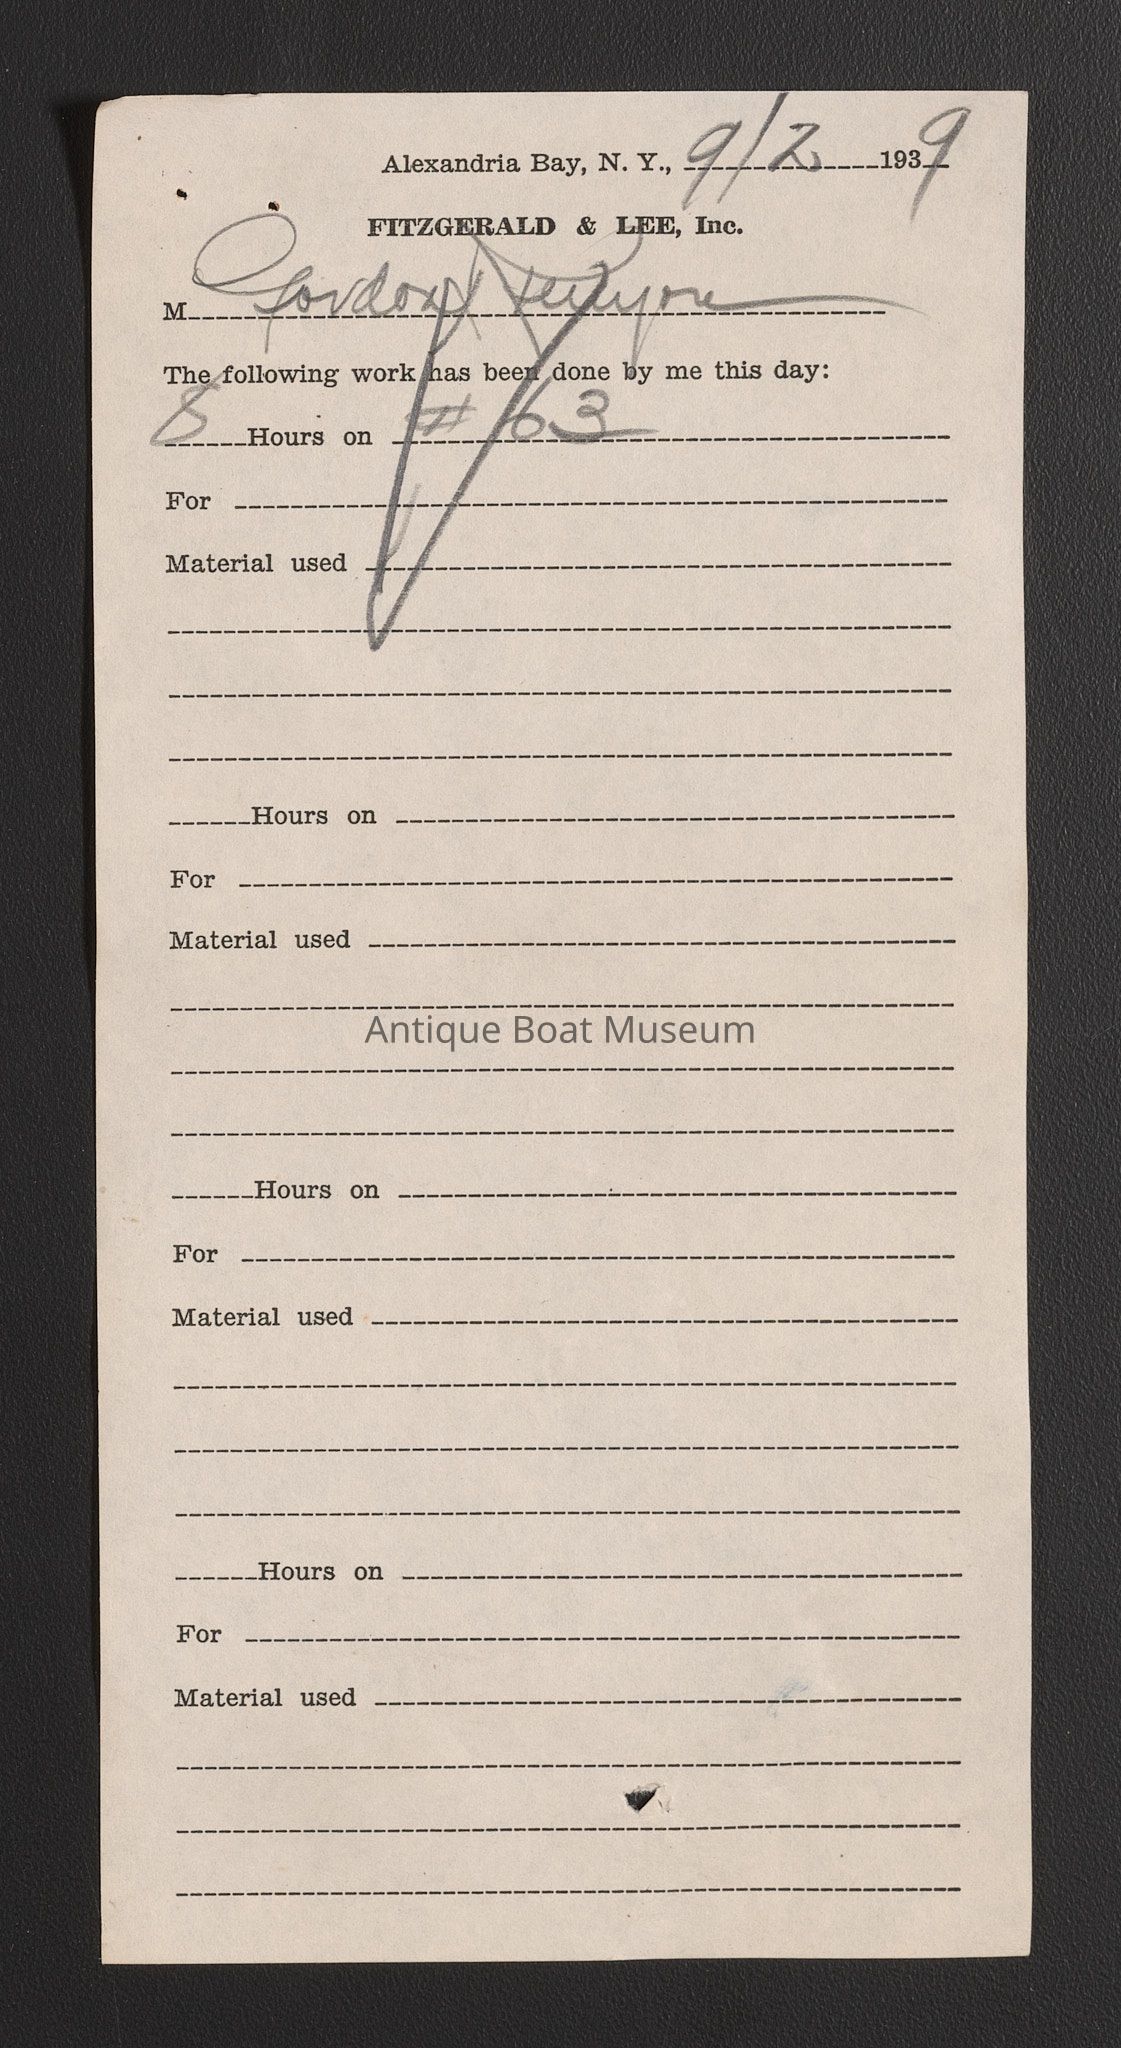 Alexandria Bay, N. Y., 9/2 1939
FITZGERALD & LEE, Inc.
M Gordon Kenyon
The following work has been done by me this day:
8 Hours on # 63
For
Material used
Hours on
For
Material used
Antique Boat Museum
Hours on
For
Material used
Hours on
For
Material used